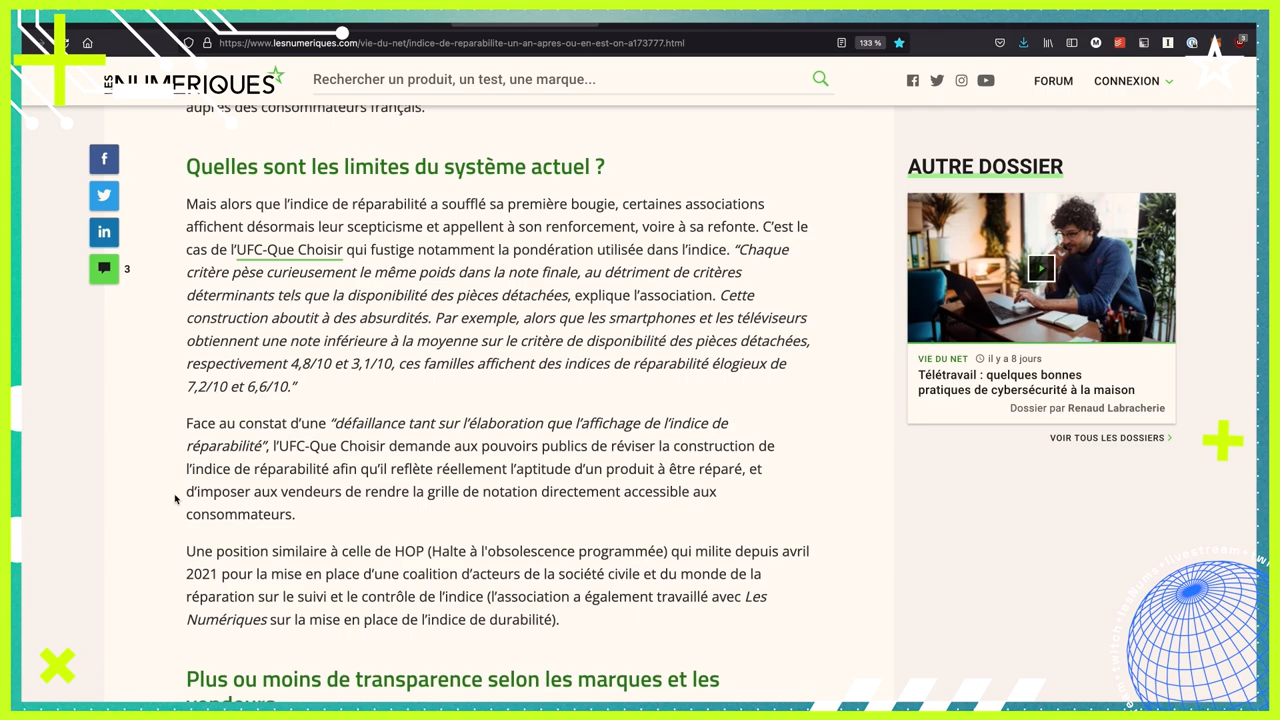 https://www.lesnumeriques.com/vie-du-net/indice-de-reparabilite-un-an-apres-ou-en-est-on-a173777.html
133 %
3
LES NUMERIQUES
Rechercher un produit, un test, une marque...
FORUM
CONNEXION
auprès des consommateurs français.
Quelles sont les limites du système actuel ?
Mais alors que l’indice de réparabilité a soufflé sa première bougie, certaines associations
affichent désormais leur scepticisme et appellent à son renforcement, voire à sa refonte. C’est le
cas de l’UFC-Que Choisir qui fustige notamment la pondération utilisée dans l’indice. “Chaque
critère pèse curieusement le même poids dans la note finale, au détriment de critères
déterminants tels que la disponibilité des pièces détachées, explique l’association. Cette
construction aboutit à des absurdités. Par exemple, alors que les smartphones et les téléviseurs
obtiennent une note inférieure à la moyenne sur le critère de disponibilité des pièces détachées,
respectivement 4,8/10 et 3,1/10, ces familles affichent des indices de réparabilité élogieux de
7,2/10 et 6,6/10.”
Face au constat d’une “défaillance tant sur l’élaboration que l’affichage de l’indice de
réparabilité”, l’UFC-Que Choisir demande aux pouvoirs publics de réviser la construction de
l’indice de réparabilité afin qu’il reflète réellement l’aptitude d’un produit à être réparé, et
d’imposer aux vendeurs de rendre la grille de notation directement accessible aux
consommateurs.
Une position similaire à celle de HOP (Halte à l'obsolescence programmée) qui milite depuis avril
2021 pour la mise en place d’une coalition d’acteurs de la société civile et du monde de la
réparation sur le suivi et le contrôle de l’indice (l’association a également travaillé avec Les
Numériques sur la mise en place de l’indice de durabilité).
Plus ou moins de transparence selon les marques et les
vendeurs
3
AUTRE DOSSIER
VIE DU NET il y a 8 jours
Télétravail : quelques bonnes
pratiques de cybersécurité à la maison
Dossier par Renaud Labracherie
VOIR TOUS LES DOSSIERS
twitch+lesNums+livestream+